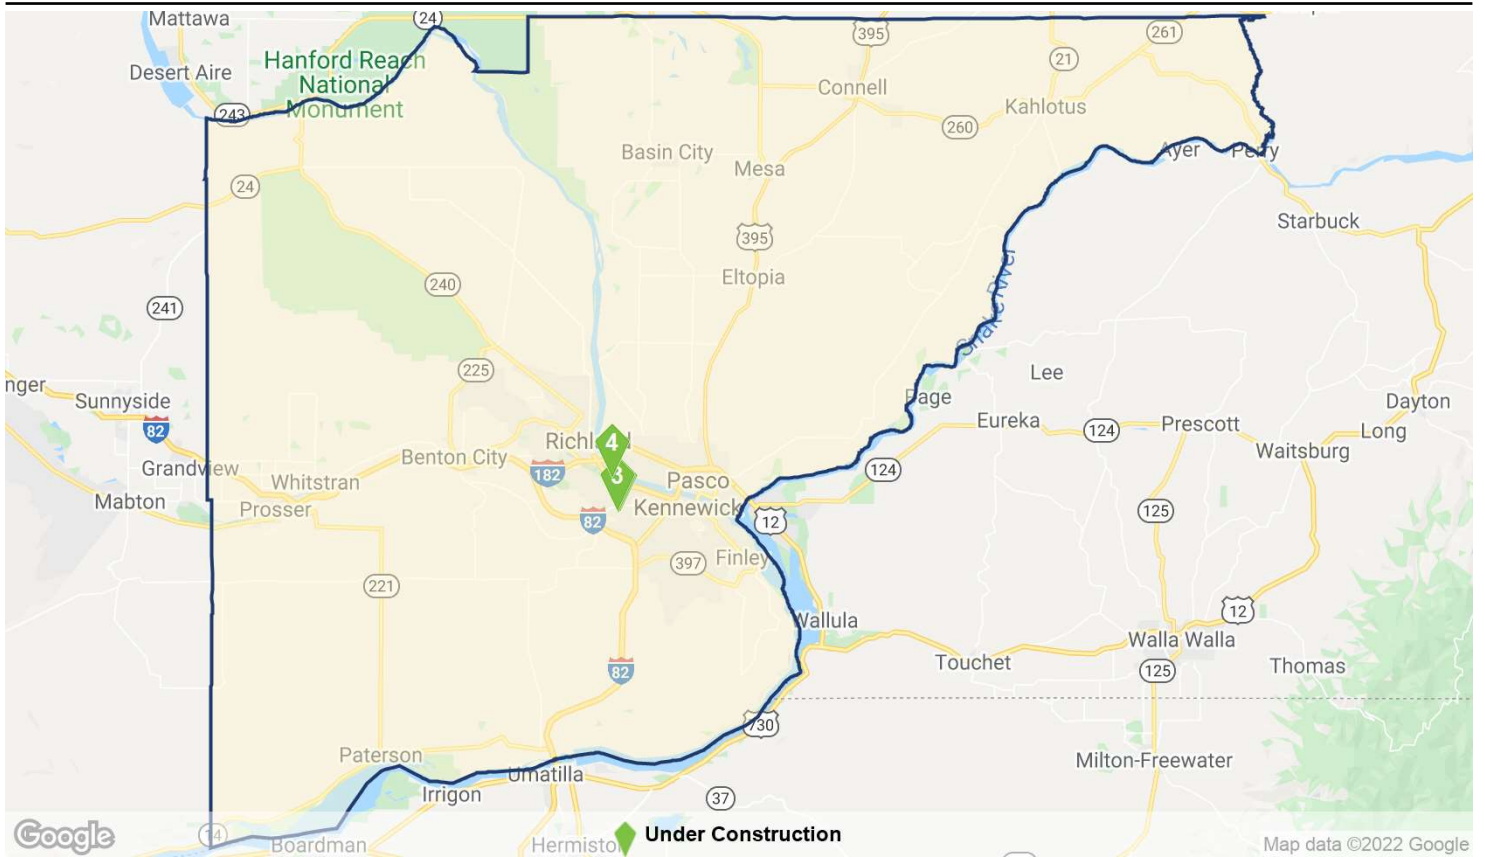 Mattawa
24
395
261
Hanford Reach
National
Monument
Desert Aire
21
Connell
Kahlotus
243
260
Basin City
Ayer
Perry
Mesa
24
Starbuck
395
Eltopia
240
Snake River
241
225
Lee
nger
Sunnyside
82
Page
Dayton
Eureka
124
Prescott
Long
Richl
d
4
Waitsburg
Benton City
Grandview
182
3
124
Whitstran
Pasco
Mabton
Prosser
Kennewick
82
12
125
397
Finley
221
12
Wallula
Walla Walla
82
Touchet
125
Thomas
730
Paterson
Umatilla
Milton-Freewater
Irrigon
37
Google
14
Boardman
Under Construction
Hermiston
Map data ©2022 Google